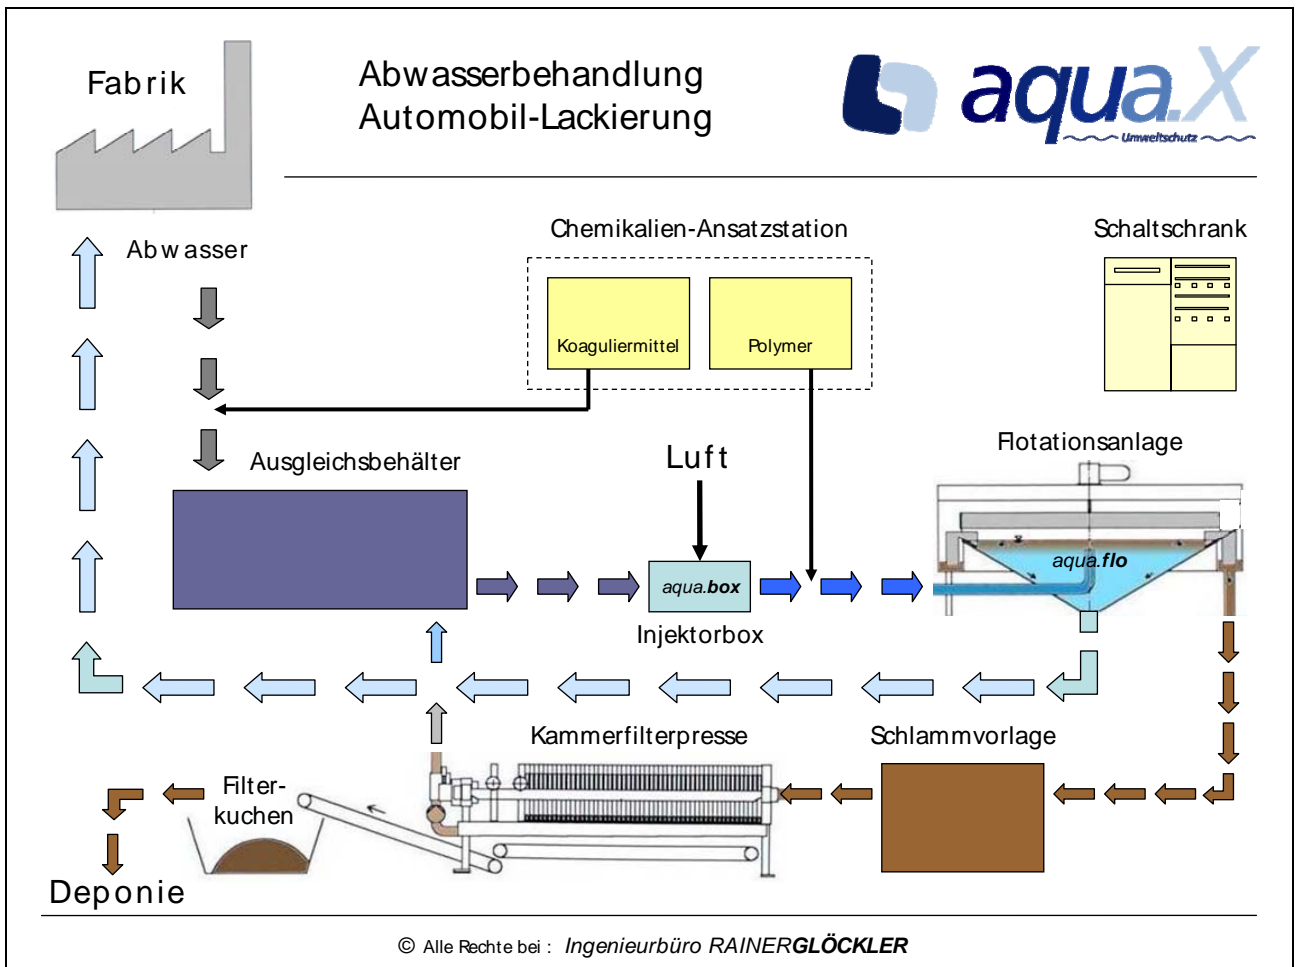 Fabrik
Abwasserbehandlung
Automobil-Lackierung
aqua.X
Umweltschutz
Abwasser
Chemikalien-Ansatzstation
Schaltschrank
Koaguliermittel
Polymer
Ausgleichsbehälter
Luft
Flotationsanlage
aqua.flo
aqua.box
Injektorbox
Kammerfilterpresse
Schlammvorlage
Filter-
kuchen
Deponie
© Alle Rechte bei : Ingenieurbüro RAINERGLÖCKLER